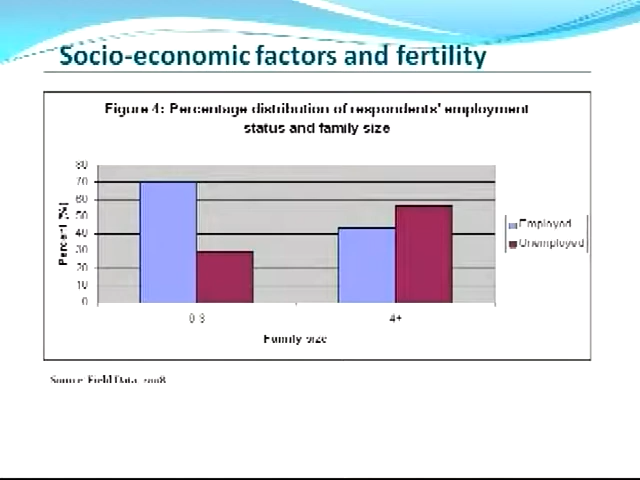 Socio-economic factors and fertility
Figure 4: Percentage distribution of respondents' employment
status and family size
80
70
60
50
40
30
20
10
0
Percent (%)
0-3
4+
Family size
Employed
Unemployed
Source: Field Data, 2008